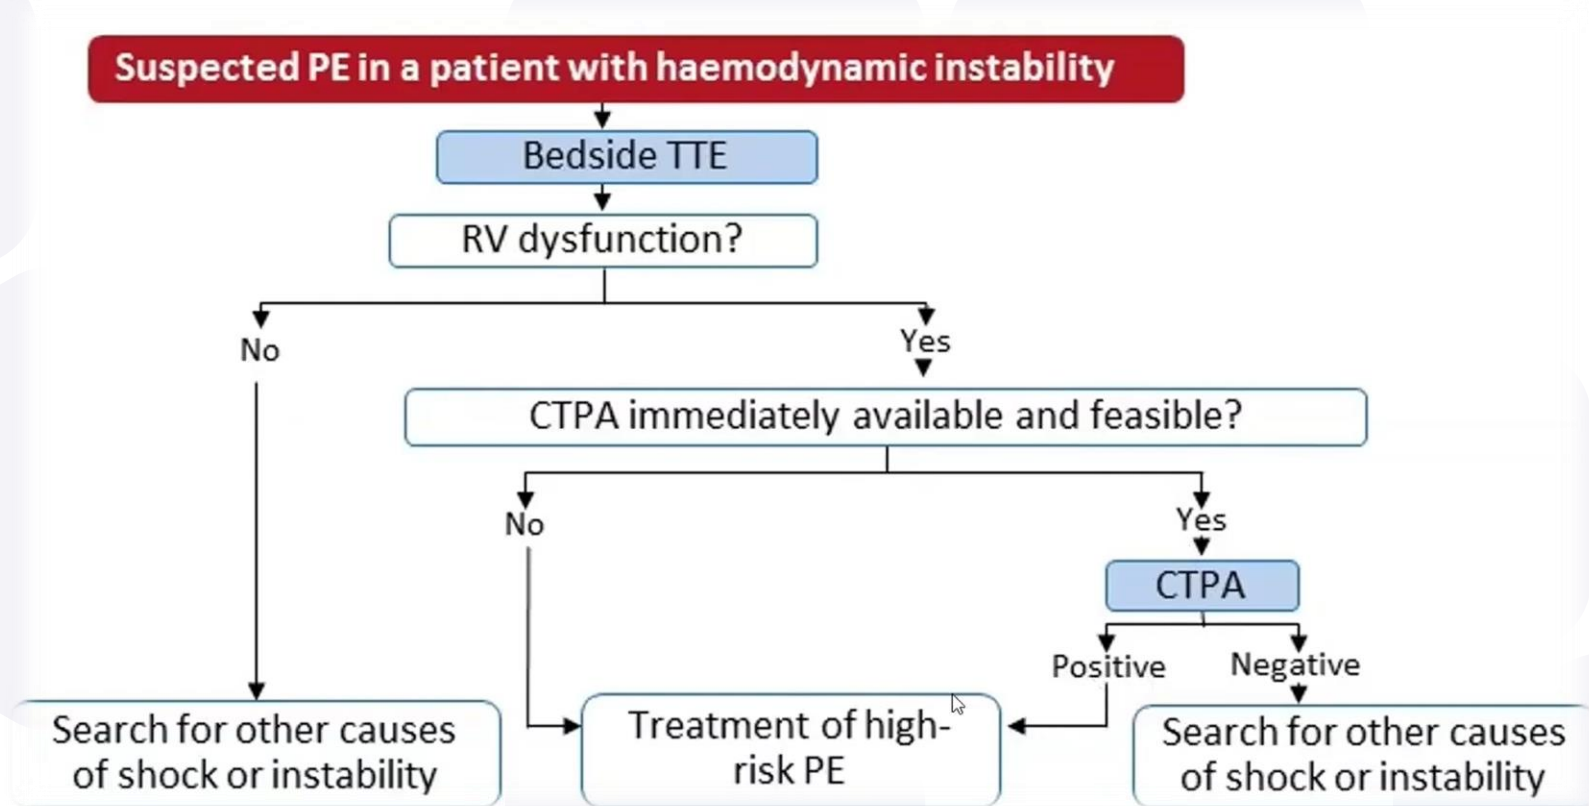 Suspected PE in a patient with haemodynamic instability
Bedside TTE
RV dysfunction?
No
Yes
CTPA immediately available and feasible?
No
Yes
CTPA
Positive
Negative
Search for other causes
of shock or instability
Treatment of high-
risk PE
Search for other causes
of shock or instability